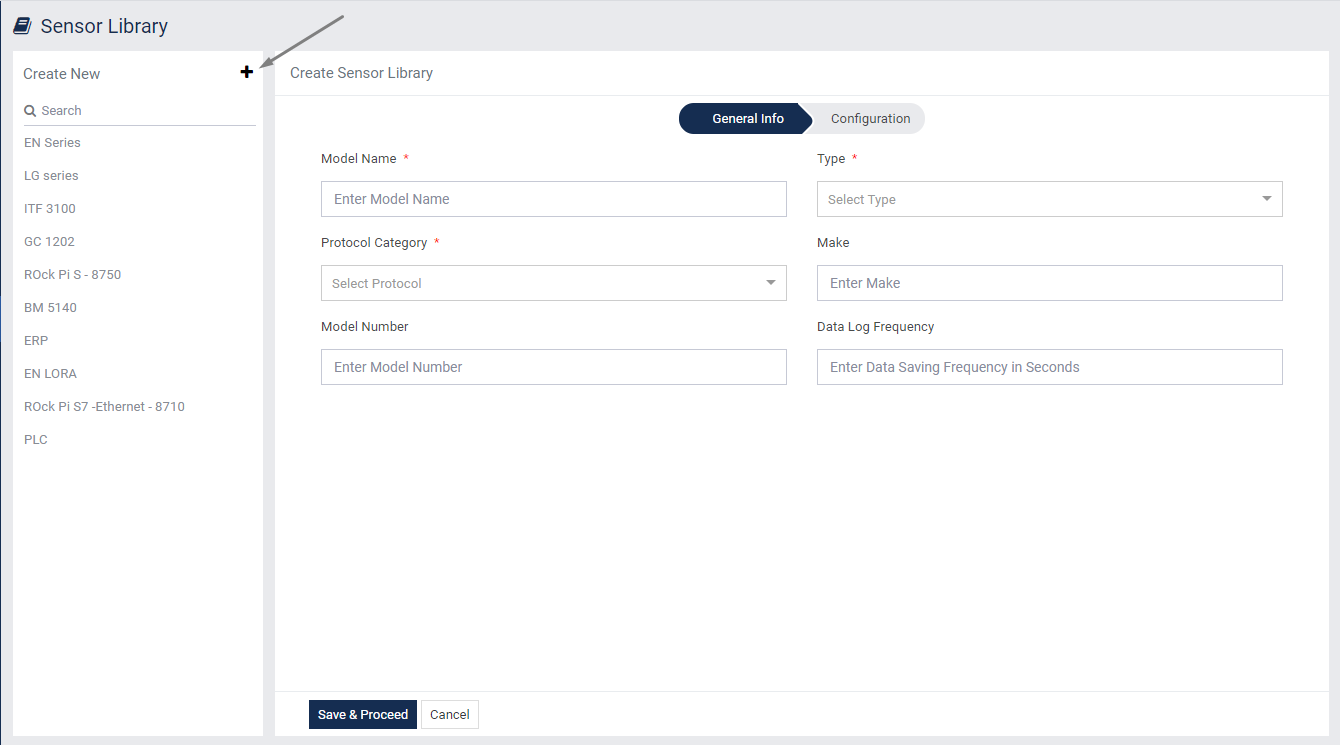 Sensor Library
Create New
Search
EN Series
LG series
ITF 3100
GC 1202
ROck Pi S - 8750
BM 5140
ERP
EN LORA
ROck Pi S7 -Ethernet - 8710
PLC
Create Sensor Library
General Info
Configuration
Model Name *
Type *
Enter Model Name
Select Type
Protocol Category *
Make
Select Protocol
Enter Make
Model Number
Data Log Frequency
Enter Model Number
Enter Data Saving Frequency in Seconds
Save & Proceed
Cancel